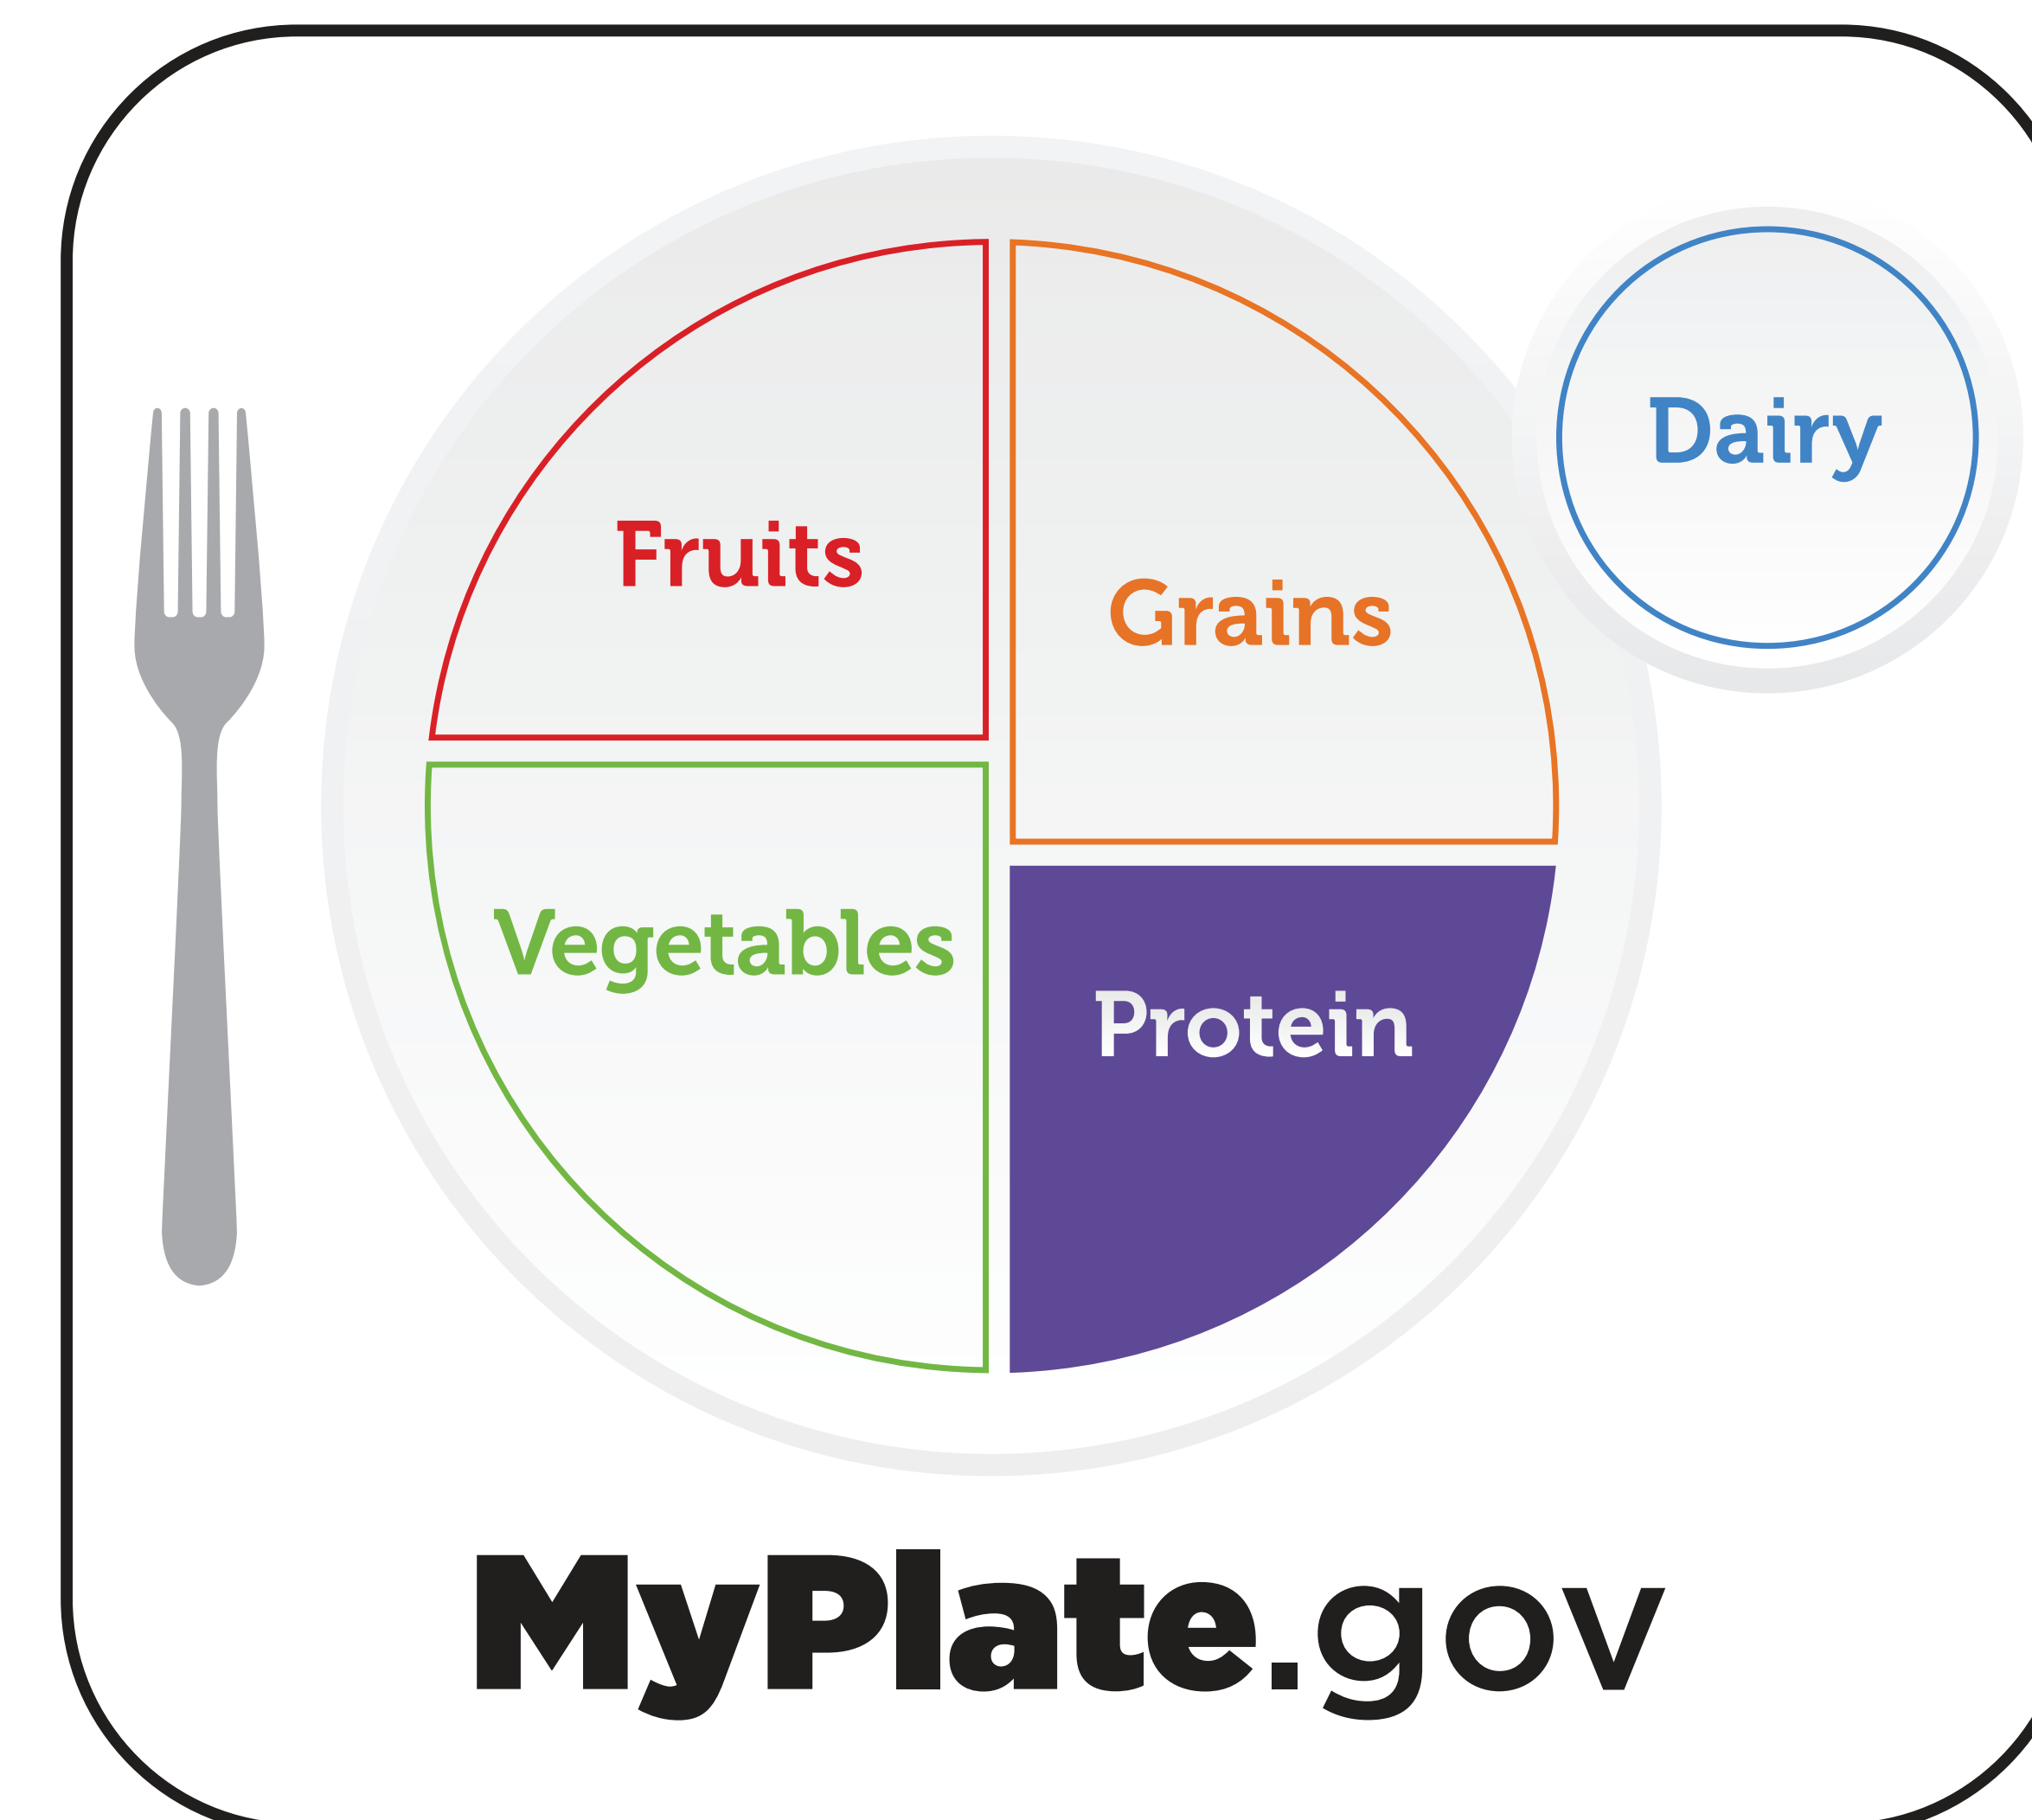 Fruits
Grains
Dairy
Vegetables
Protein
MyPlate.gov